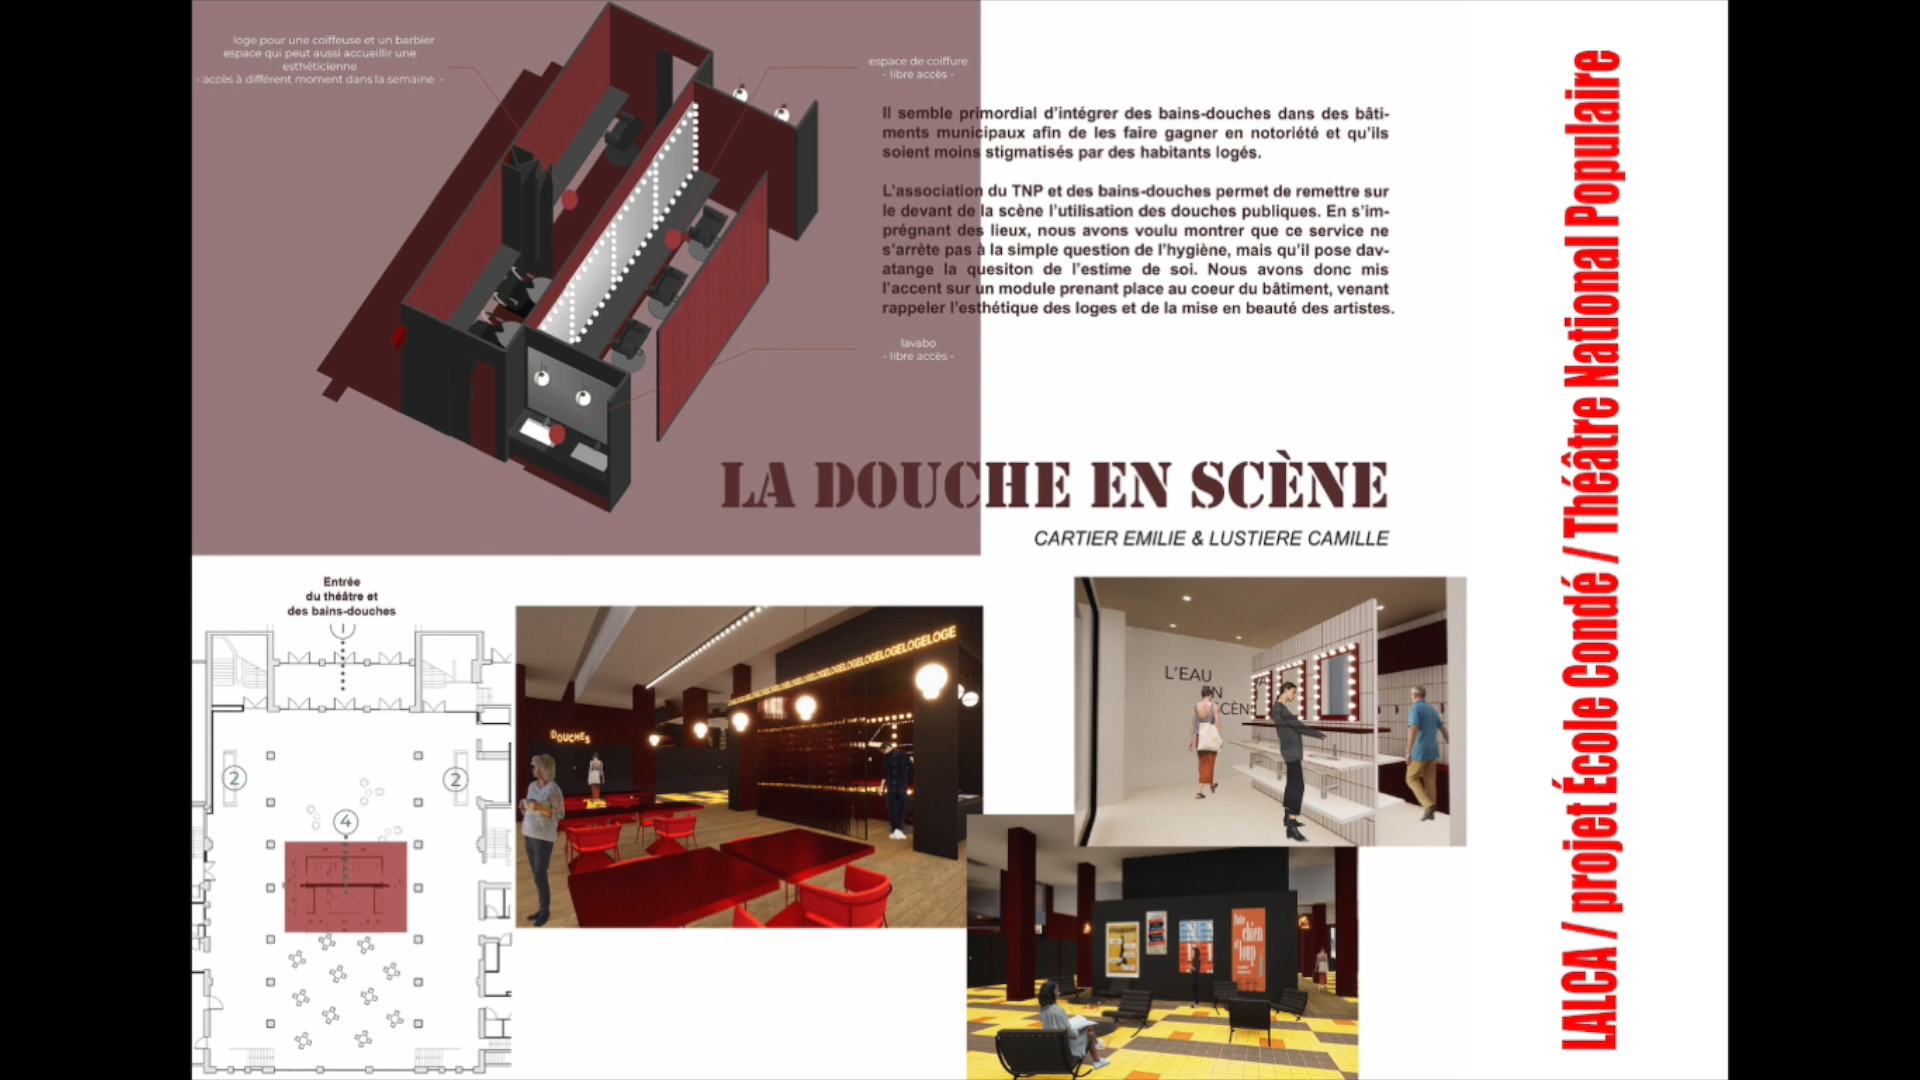 loge pour une coiffeuse et un barbier
espace qui peut aussi accueillir une
esthéticienne
- accès à différent moment dans la semaine -
espace de coiffure
- libre accès -
Il semble primordial d'intégrer des bains-douches dans des bâti-
ments municipaux afin de les faire gagner en notoriété et qu'ils
soient moins stigmatisés par des habitants logés.
L'association du TNP et des bains-douches permet de remettre sur
le devant de la scène l'utilisation des douches publiques. En s'im-
prégnant des lieux, nous avons voulu montrer que ce service ne
s'arrète pas à la simple question de l'hygiène, mais qu'il pose dav-
atange la quesiton de l'estime de soi. Nous avons donc mis
l'accent sur un module prenant place au coeur du bâtiment, venant
rappeler l'esthétique des loges et de la mise en beauté des artistes.
lavabo
- libre accès -
LA DOUCHE EN SCÈNE
CARTIER EMILIE & LUSTIERE CAMILLE
LALCA / projet École Condé / Théâtre National Populaire
Entrée
du théâtre et
des bains-douches
1
2
2
4
DOUCHES
LOGELOGELOGELOGELOGELOGE
L'EAU
EN
SCÈN
chien
et
loup